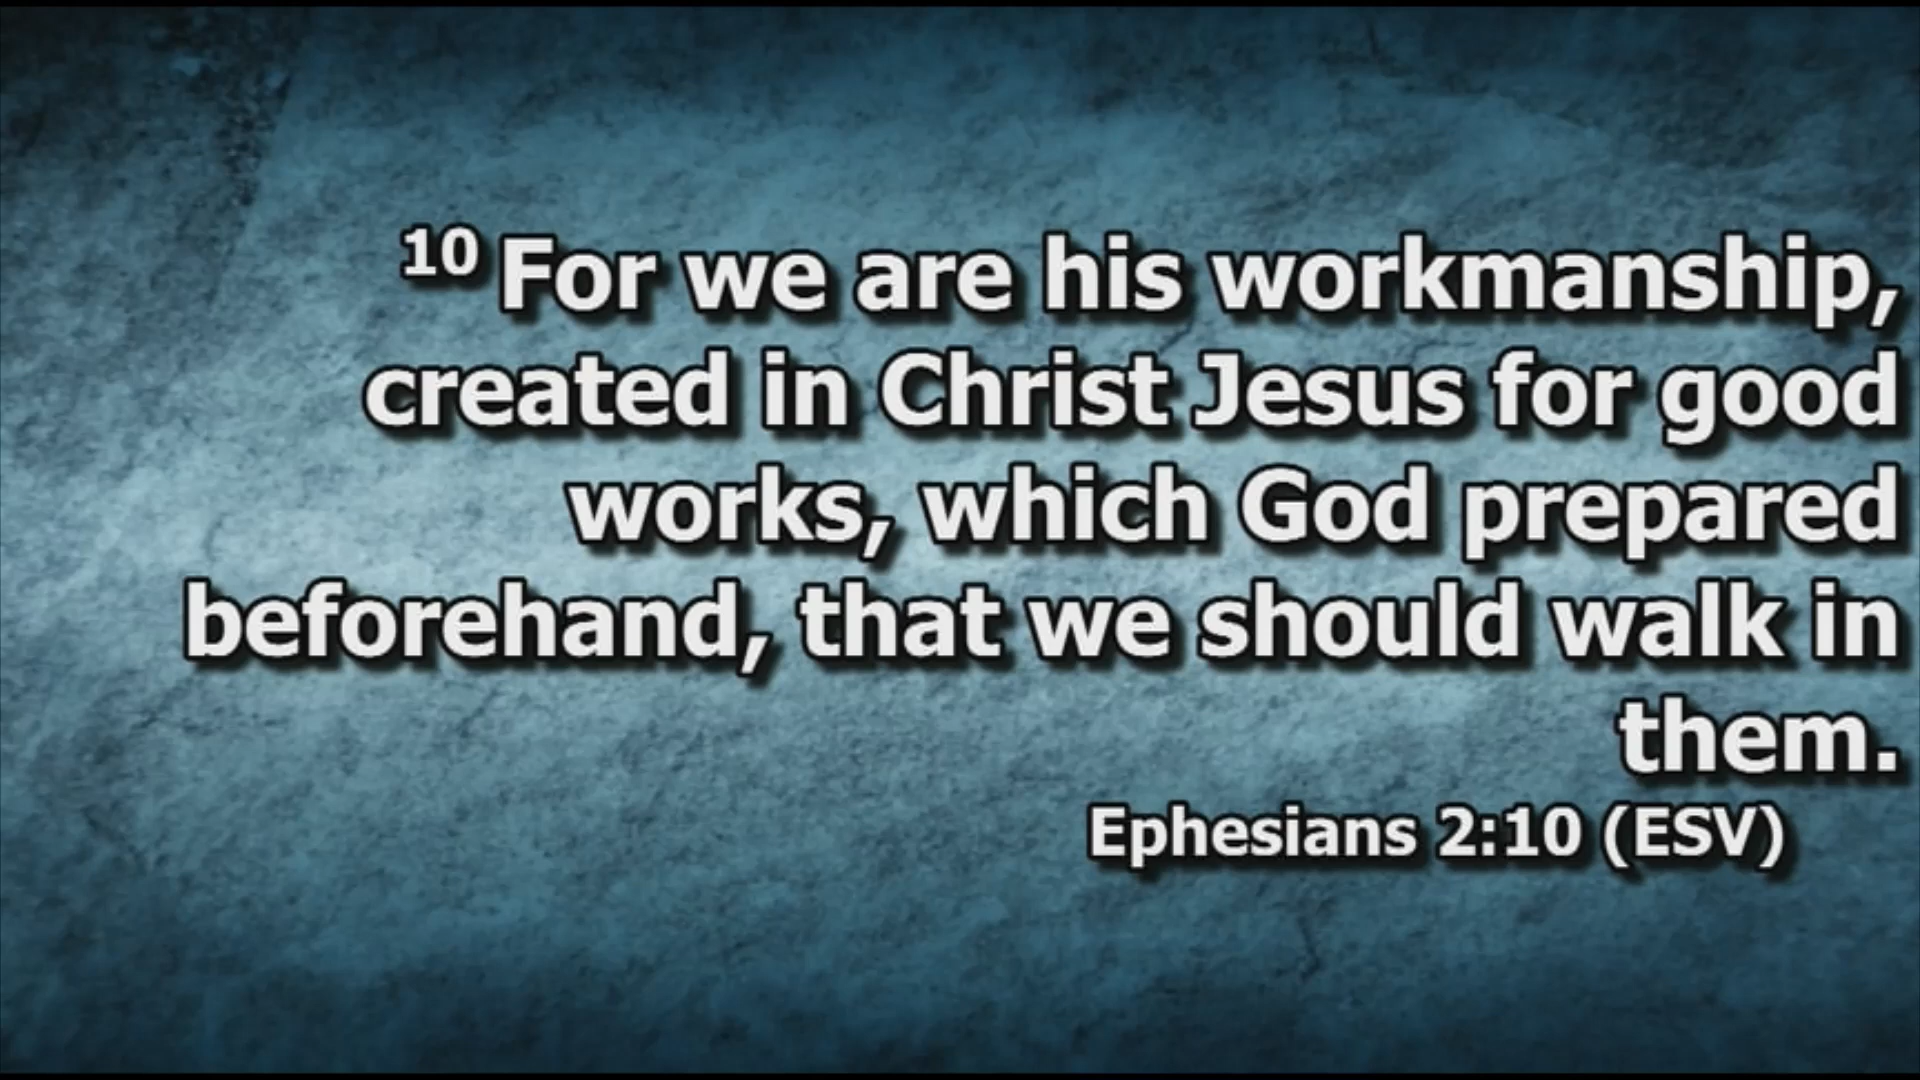 10 For we are his workmanship,
created in Christ Jesus for good
works, which God prepared
beforehand, that we should walk in
them.
Ephesians 2:10 (ESV)